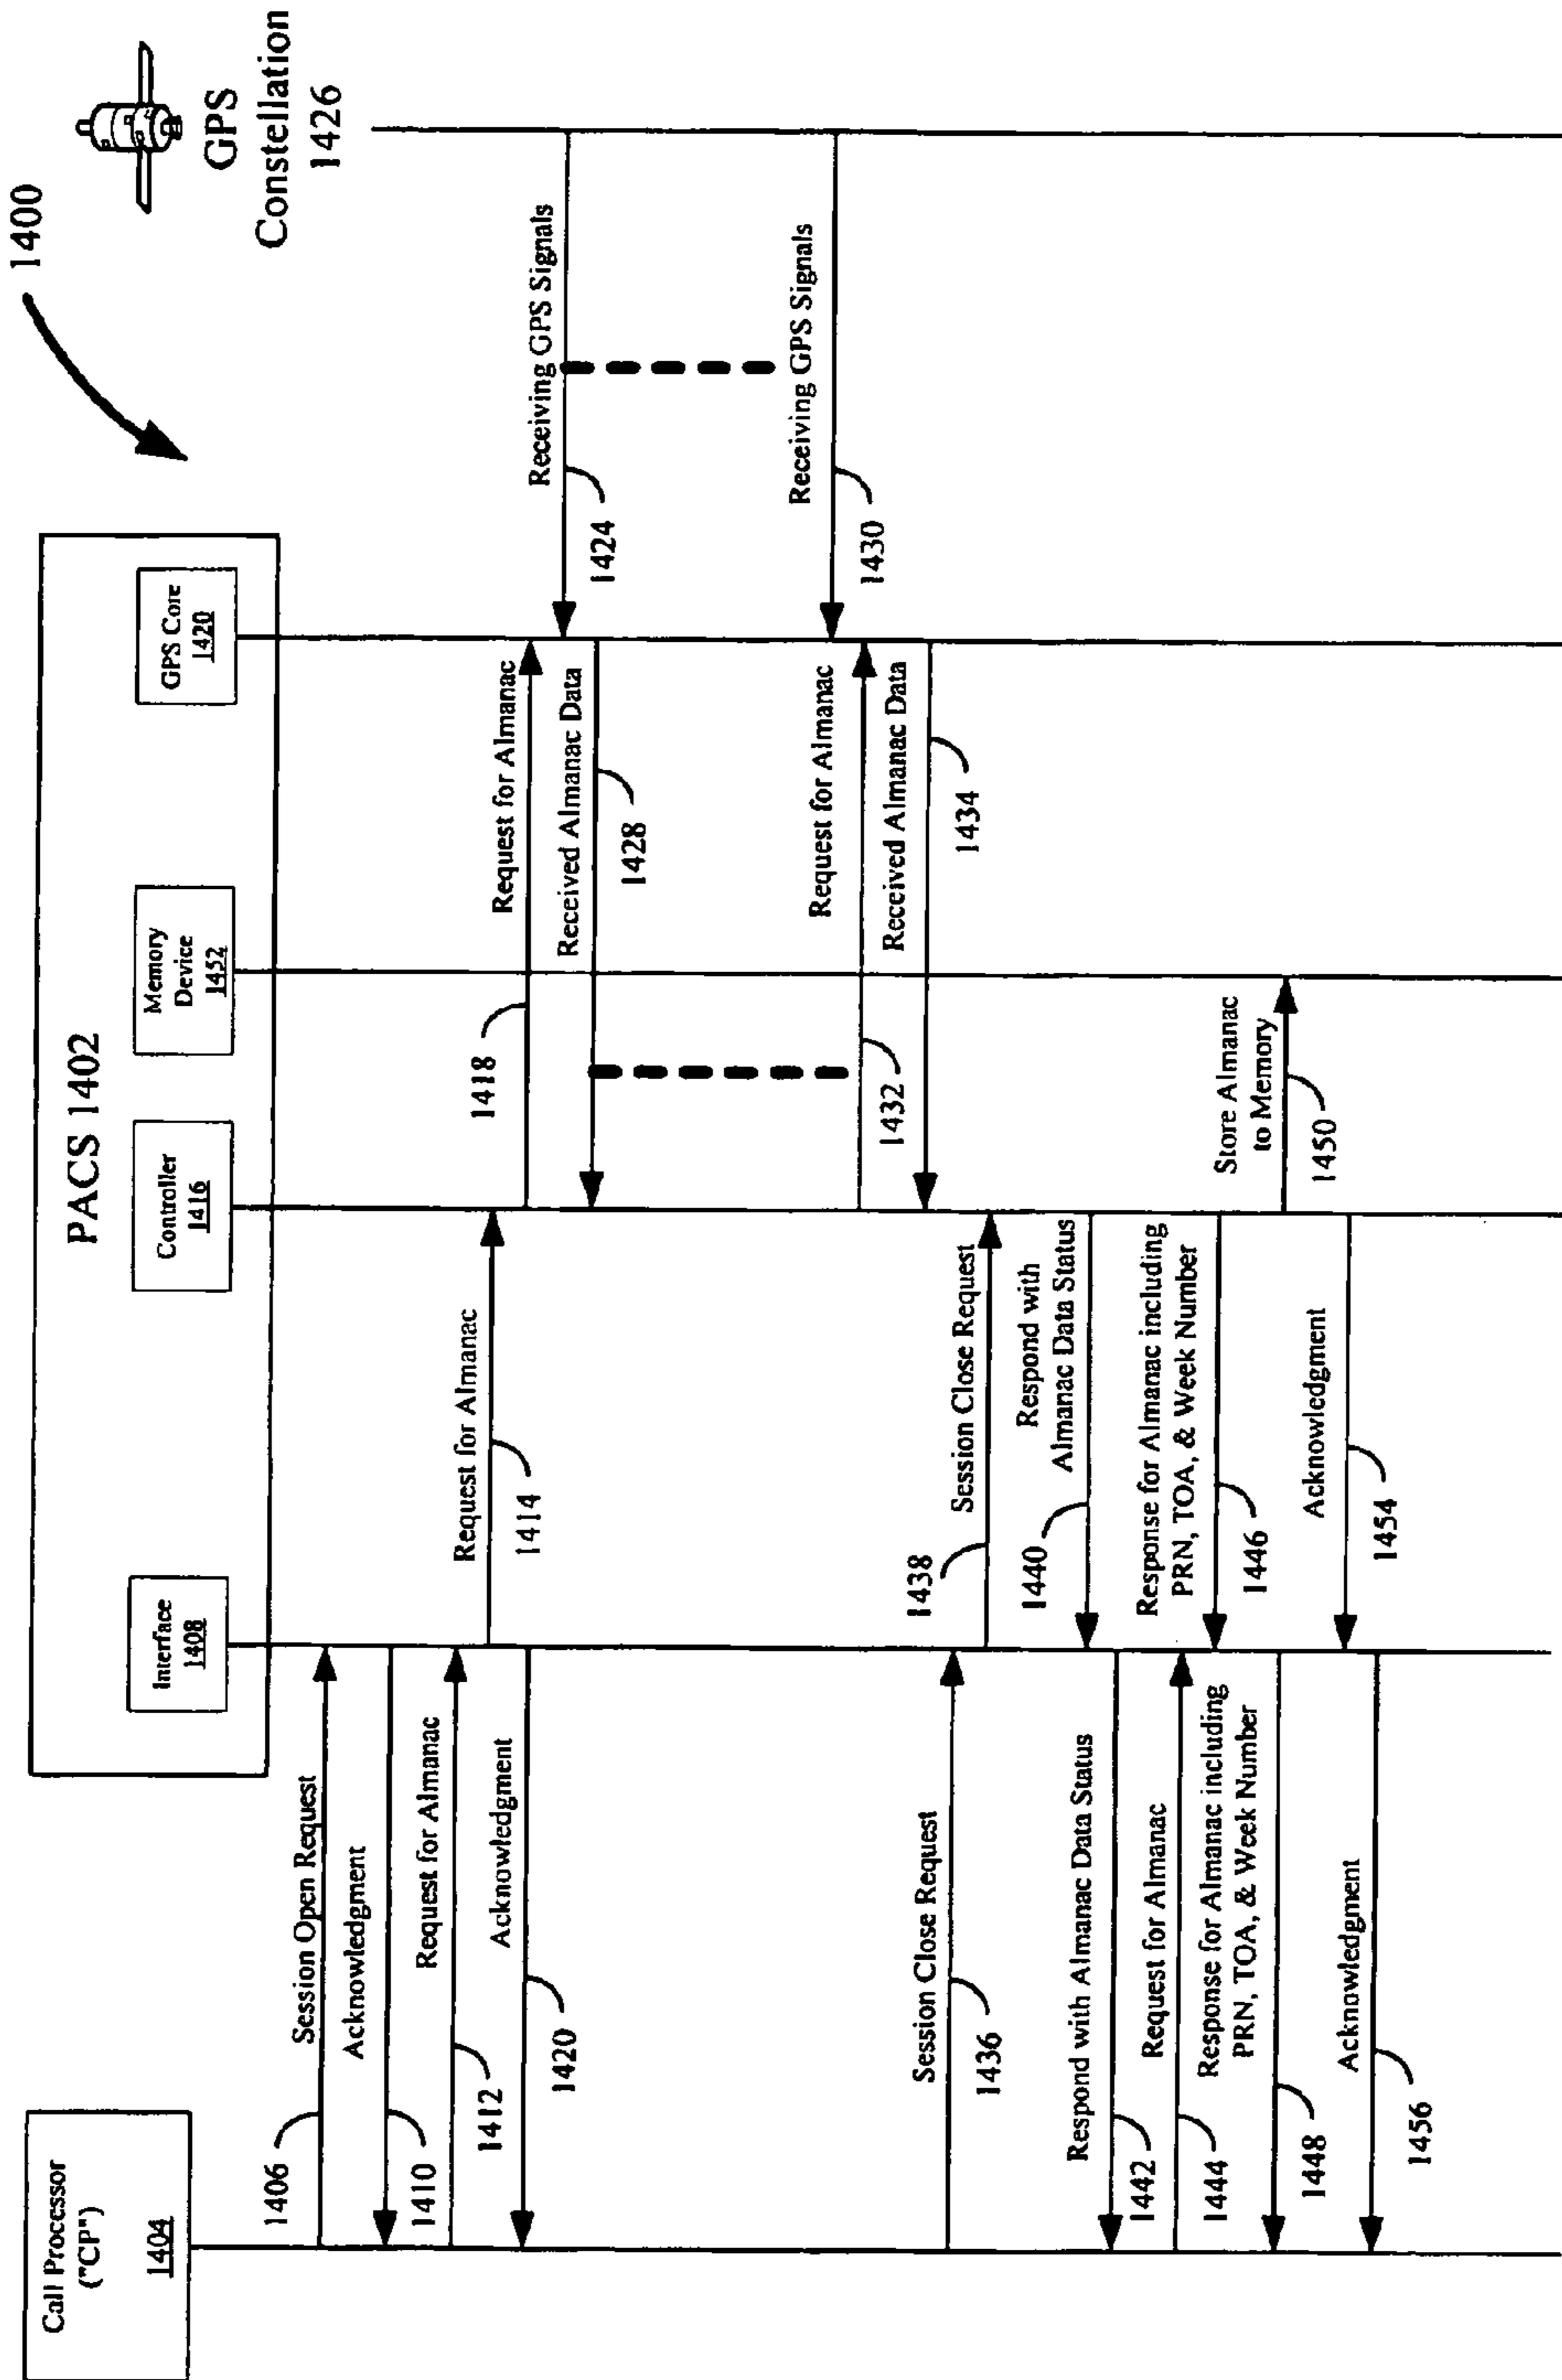 1400
GPS
Constellation
1426
PACS 1402
Call Processor
("CP")
1404
Interface
1408
Controller
1416
Memory
Device
1452
GPS Core
1420
Session Open Request
1406
Acknowledgment
1410
Request for Almanac
1412
Request for Almanac
1414
Acknowledgment
1420
Request for Almanac
1418
Receiving GPS Signals
1424
Received Almanac Data
1428
Receiving GPS Signals
1430
Request for Almanac
1432
Received Almanac Data
1434
Session Close Request
1436
Session Close Request
1438
Respond with
Almanac Data Status
1440
Respond with Almanac Data Status
1442
Request for Almanac
1444
Response for Almanac including
PRN, TOA, & Week Number
1446
Response for Almanac including
PRN, TOA, & Week Number
1448
Store Almanac
to Memory
1450
Acknowledgment
1454
Acknowledgment
1456